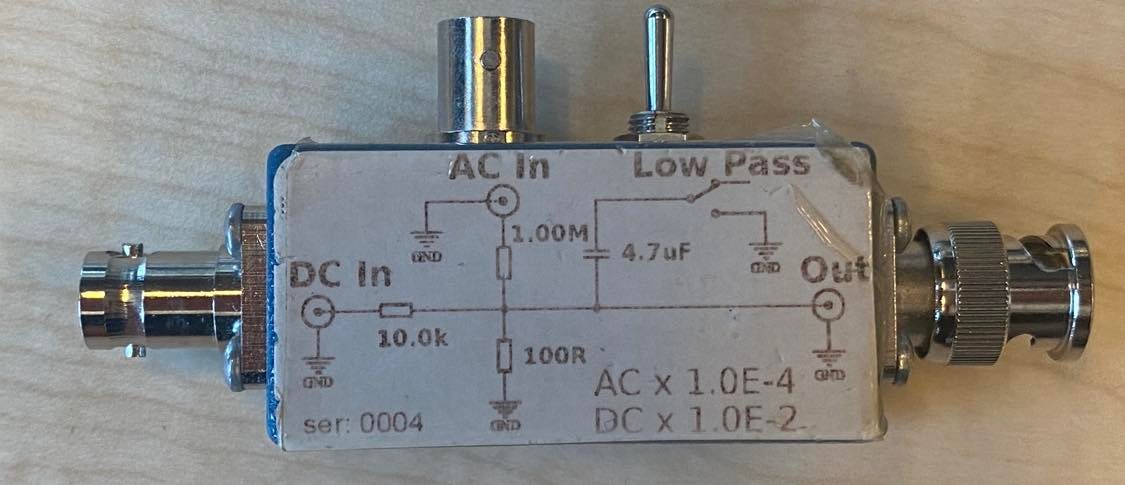 AC In
Low Pass
1.00M
4.7uF
GND
GND
DC In
Out
10.0k
100R
GND
GND
AC x 1.0E-4
DC x 1.0E-2
ser: 0004
GND